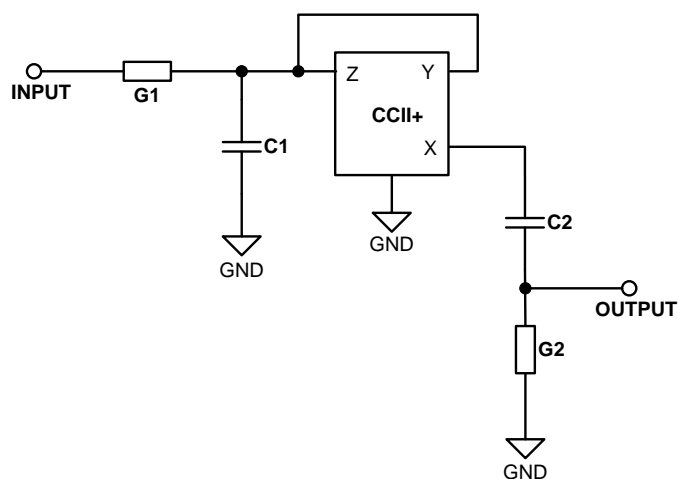 Z
Y
INPUT
G1
CCII+
C1
X
GND
C2
GND
OUTPUT
G2
GND